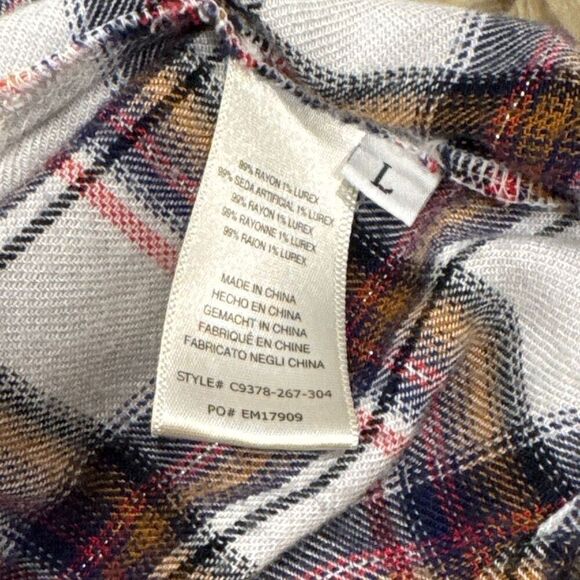 99% RAYON 1% LUREX
99% SEDA ARTIFICIAL 1% LUREX
99% RAYON 1% LUREX
99% RAYONNE 1% LUREX
99% RAION 1% LUREX
MADE IN CHINA
HECHO EN CHINA
GEMACHT IN CHINA
FABRIQUÉ EN CHINE
FABRICATO NEGLI CHINA
STYLE# C9378-267-304
PO# EM17909
L